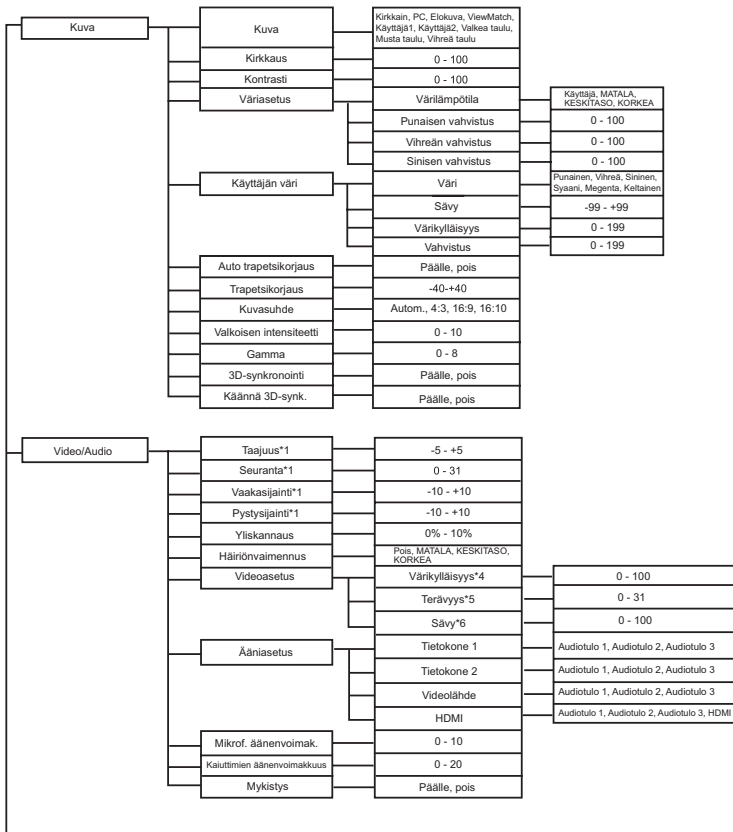 Kuva
Kuva
Kirkkain, PC, Elokuva, ViewMatch,
Käyttäjä1, Käyttäjä2, Valkea taulu,
Musta taulu, Vihreä taulu
Kirkkaus
0 - 100
Kontrasti
0 - 100
Väriasetus
Värilämpötila
Käyttäjä, MATALA,
KESKITASO, KORKEA
Punaisen vahvistus
0 - 100
Vihreän vahvistus
0 - 100
Sinisen vahvistus
0 - 100
Käyttäjän väri
Väri
Punainen, Vihreä, Sininen,
Syaani, Megenta, Keltainen
Sävy
-99 - +99
Värikylläisyys
0 - 199
Vahvistus
0 - 199
Auto trapetsikorjaus
Päälle, pois
Trapetsikorjaus
-40-+40
Kuvasuhde
Autom., 4:3, 16:9, 16:10
Valkoisen intensiteetti
0 - 10
Gamma
0 - 8
3D-synkronointi
Päälle, pois
Käännä 3D-synk.
Päälle, pois
Video/Audio
Taajuus*1
-5 - +5
Seuranta*1
0 - 31
Vaakasijainti*1
-10 - +10
Pystysijainti*1
-10 - +10
Yliskannaus
0% - 10%
Häiriönvaimennus
Pois, MATALA, KESKITASO,
KORKEA
Videoasetus
Värikylläisyys*4
0 - 100
Terävyys*5
0 - 31
Sävy*6
0 - 100
Ääniasetus
Tietokone 1
Audiotulo 1, Audiotulo 2, Audiotulo 3
Tietokone 2
Audiotulo 1, Audiotulo 2, Audiotulo 3
Videolähde
Audiotulo 1, Audiotulo 2, Audiotulo 3
HDMI
Audiotulo 1, Audiotulo 2, Audiotulo 3, HDMI
Mikrof. äänenvoimak.
0 - 10
Kaiuttimien äänenvoimakkuus
0 - 20
Mykistys
Päälle, pois